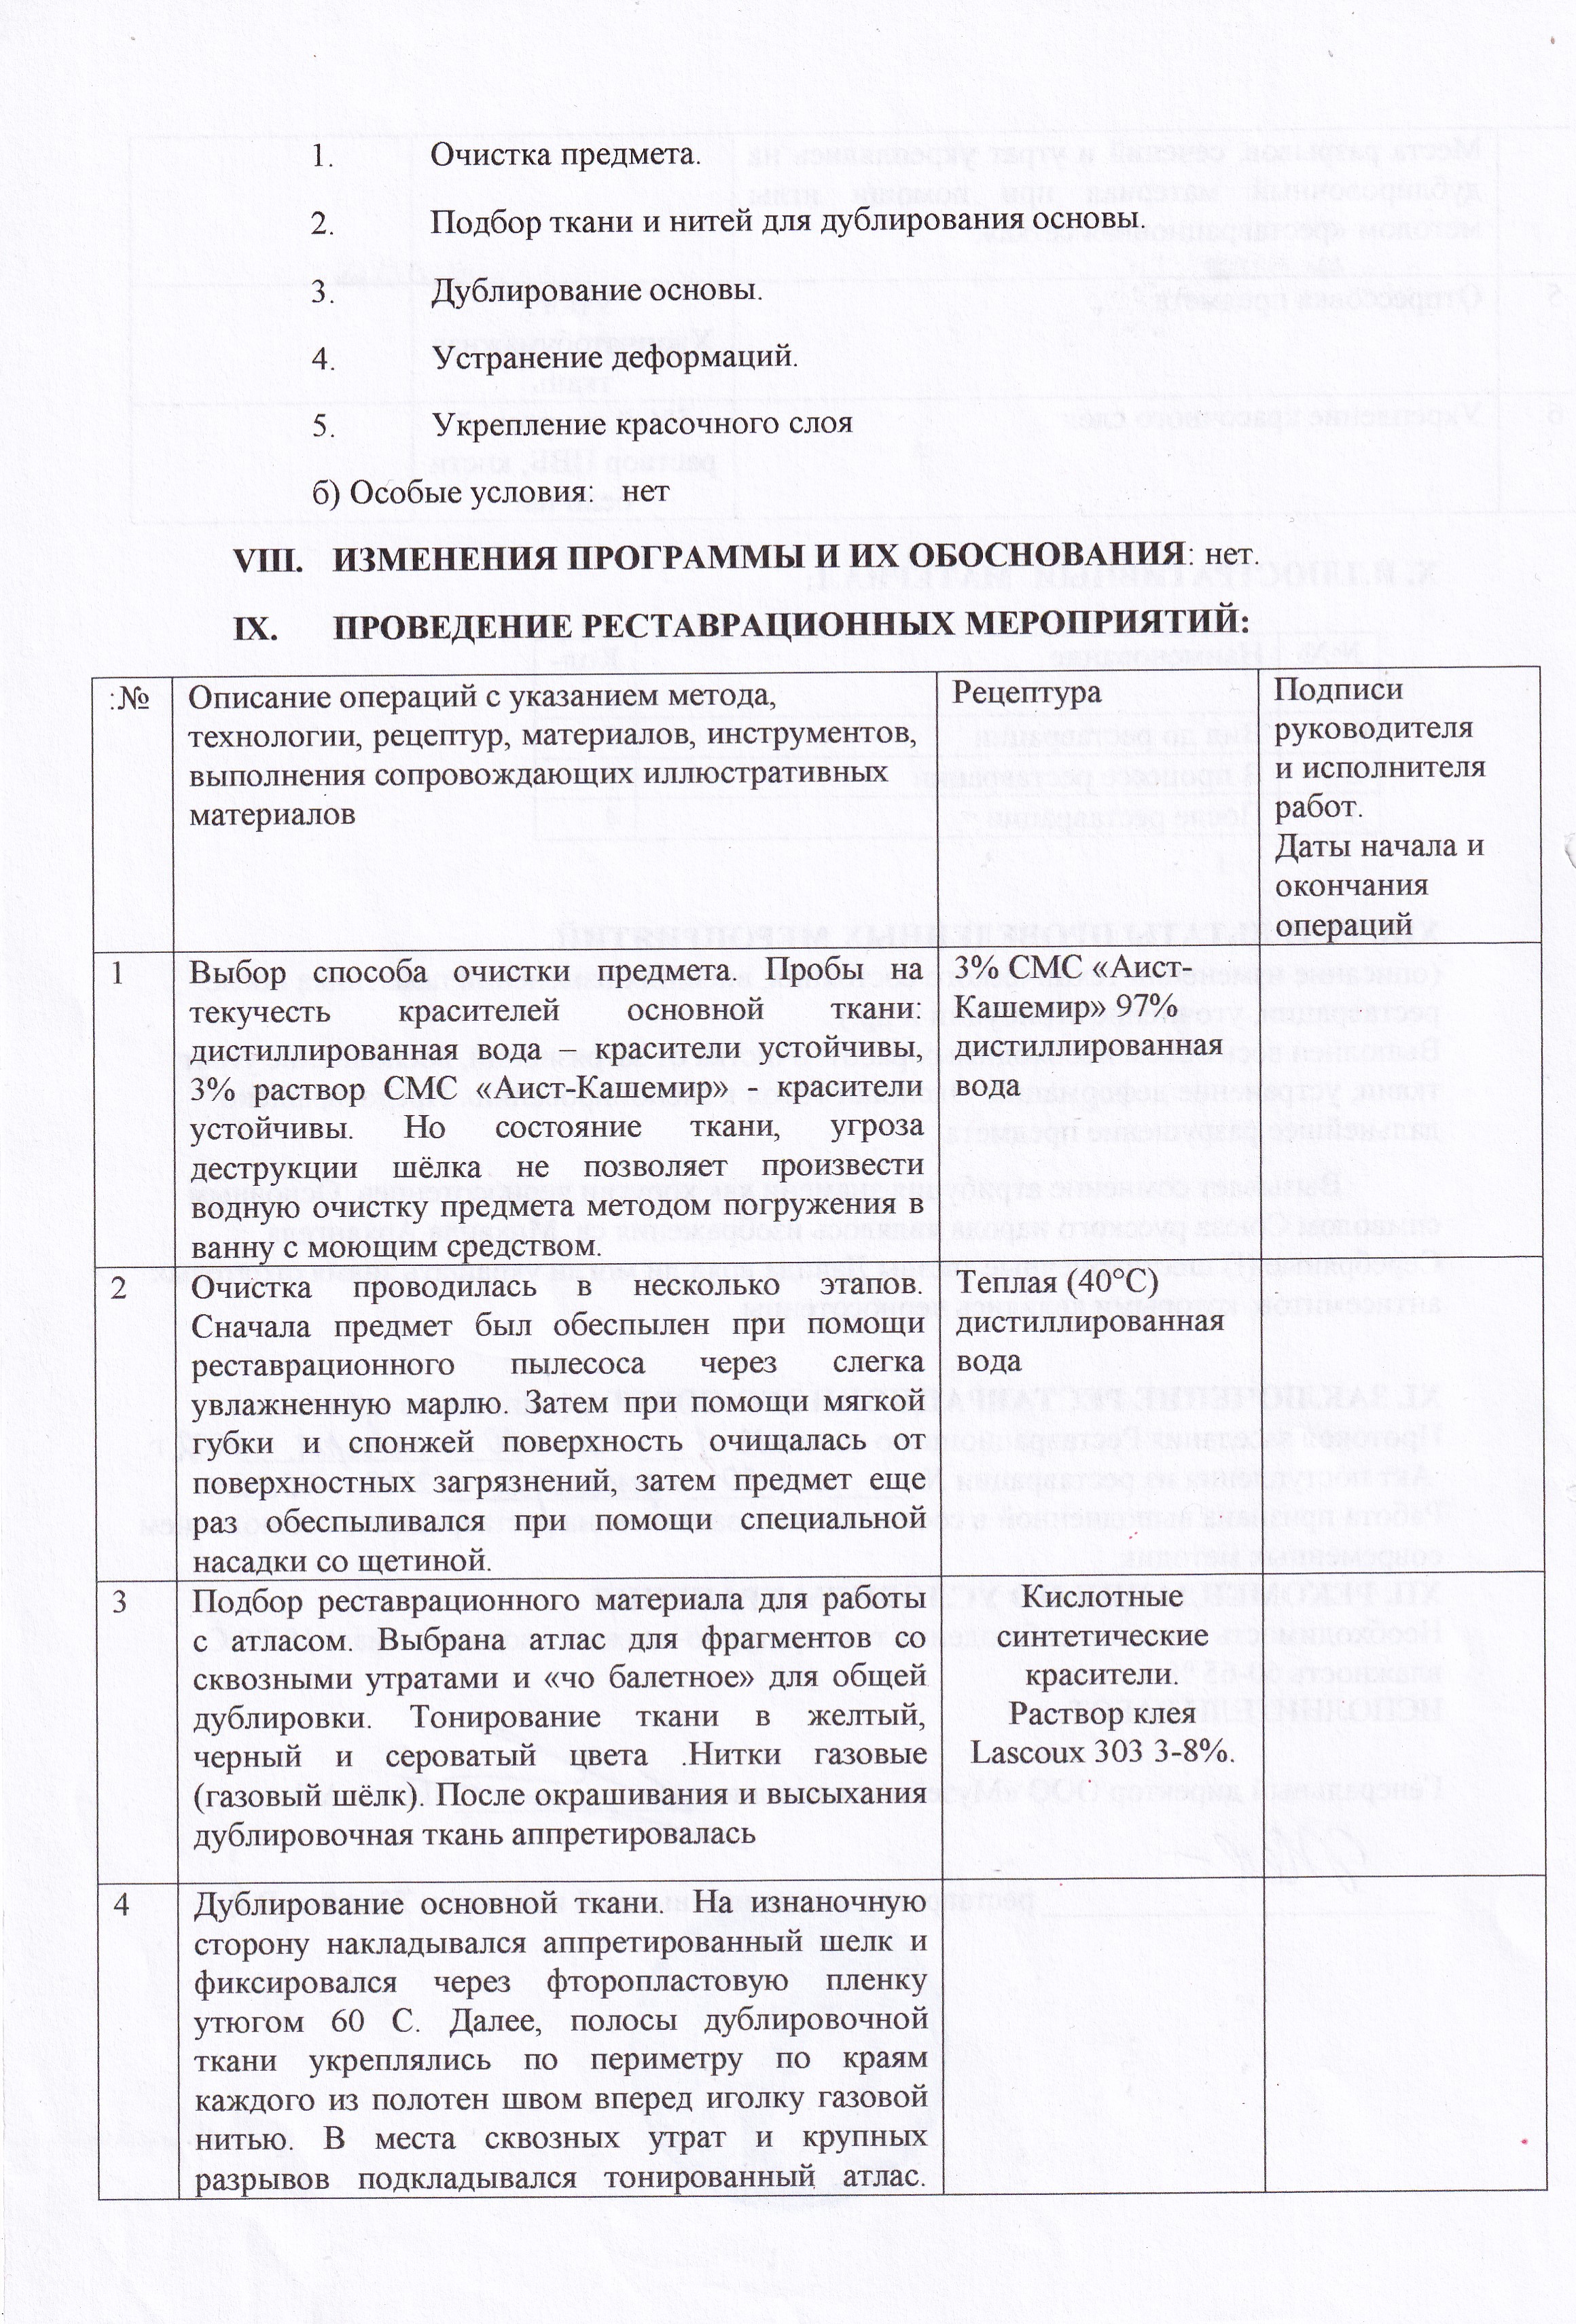 1. Очистка предмета.
2. Подбор ткани и нитей для дублирования основы.
3. Дублирование основы.
4. Устранение деформаций.
5. Укрепление красочного слоя
б) Особые условия: нет
VIII. ИЗМЕНЕНИЯ ПРОГРАММЫ И ИХ ОБОСНОВАНИЯ: нет.
IX. ПРОВЕДЕНИЕ РЕСТАВРАЦИОННЫХ МЕРОПРИЯТИЙ:
:№
Описание операций с указанием метода,
технологии, рецептур, материалов, инструментов,
выполнения сопровождающих иллюстративных
материалов
Рецептура
Подписи
руководителя
и исполнителя
работ.
Даты начала и
окончания
операций
1
Выбор способа очистки предмета. Пробы на
текучесть красителей основной ткани:
дистиллированная вода – красители устойчивы,
3% раствор СМС «Аист-Кашемир» - красители
устойчивы. Но состояние ткани, угроза
деструкции шёлка не позволяет произвести
водную очистку предмета методом погружения в
ванну с моющим средством.
3% СМС «Аист-
Кашемир» 97%
дистиллированная
вода
2
Очистка проводилась в несколько этапов.
Сначала предмет был обеспылен при помощи
реставрационного пылесоса через слегка
увлажненную марлю. Затем при помощи мягкой
губки и спонжей поверхность очищалась от
поверхностных загрязнений, затем предмет еще
раз обеспыливался при помощи специальной
насадки со щетиной.
Теплая (40°С)
дистиллированная
вода
3
Подбор реставрационного материала для работы
с атласом. Выбрана атлас для фрагментов со
сквозными утратами и «чо балетное» для общей
дублировки. Тонирование ткани в желтый,
черный и сероватый цвета .Нитки газовые
(газовый шёлк). После окрашивания и высыхания
дублировочная ткань аппретировалась
Кислотные
синтетические
красители.
Раствор клея
Lascoux 303 3-8%.
4
Дублирование основной ткани. На изнаночную
сторону накладывался аппретированный шелк и
фиксировался через фторопластовую пленку
утюгом 60 С. Далее, полосы дублировочной
ткани укреплялись по периметру по краям
каждого из полотен швом вперед иголку газовой
нитью. В места сквозных утрат и крупных
разрывов подкладывался тонированный атлас.